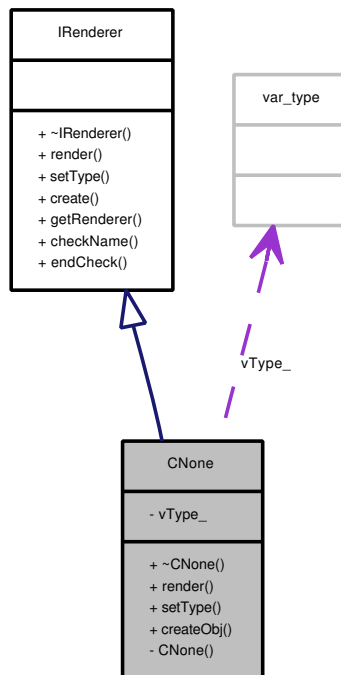 IRenderer
+ ~IRenderer()
+ render()
+ setType()
+ create()
+ getRenderer()
+ checkName()
+ endCheck()
var_type
vType_
CNone
- vType_
+ ~CNone()
+ render()
+ setType()
+ createObj()
- CNone()